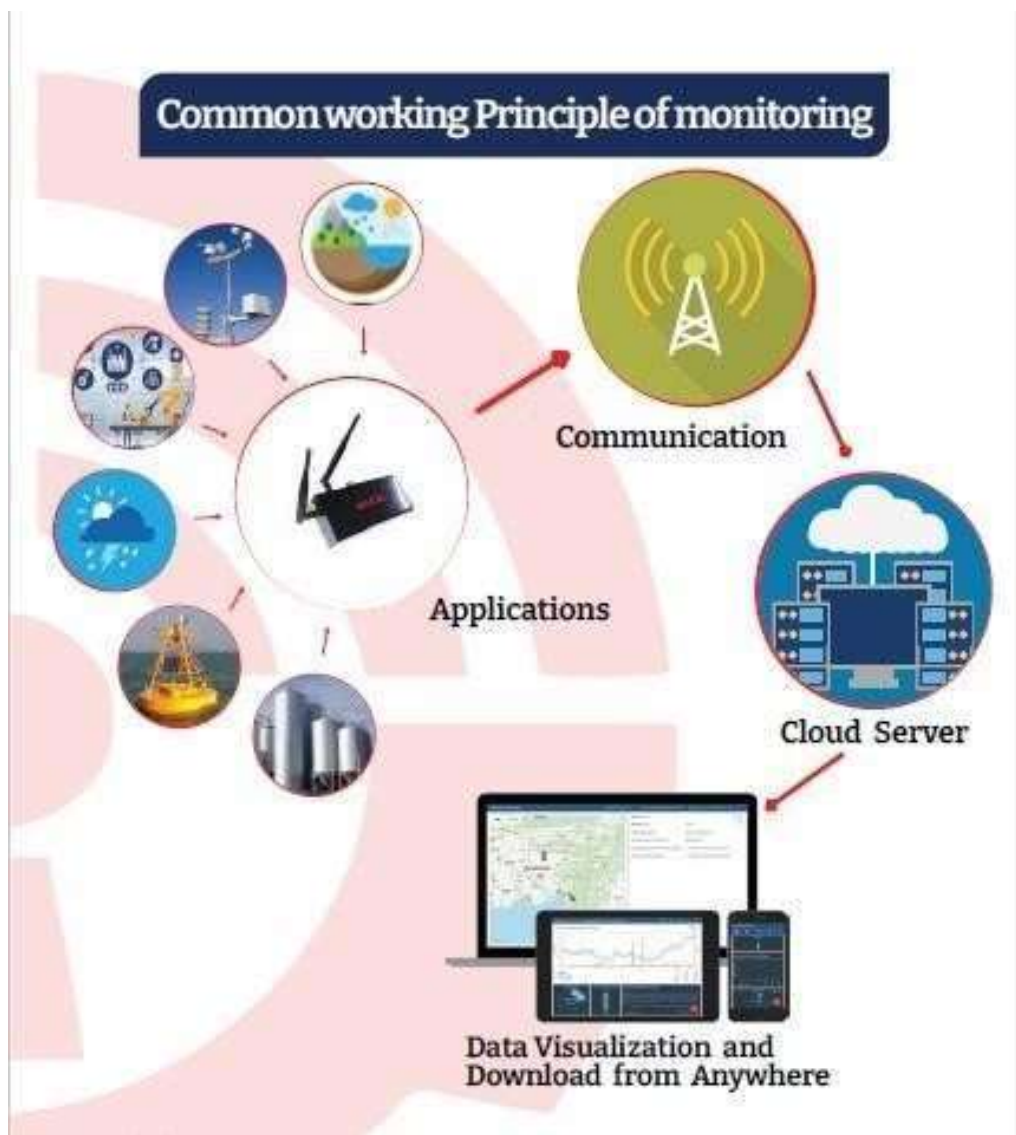 Common working Principle of monitoring
Communication
Applications
Cloud Server
Data Visualization and
Download from Anywhere